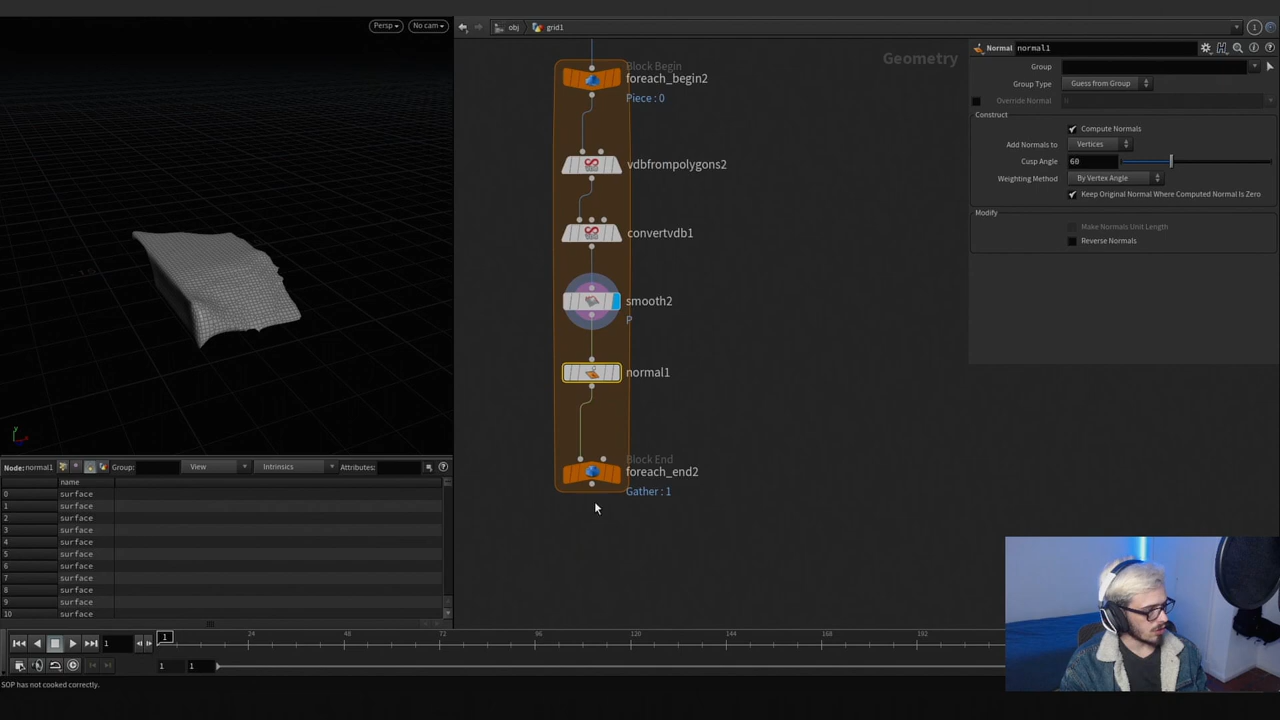 Persp
No cam
obj
grid1
1
Geometry
Block Begin
foreach_begin2
Piece : 0
vdbfrompolygons2
convertvdb1
smooth2
P
normal1
Block End
foreach_end2
Gather : 1
Normal normal1
Group
Group Type Guess from Group
Override Normal
Construct
Compute Normals
Add Normals to Vertices
Cusp Angle 60
Weighting Method By Vertex Angle
Keep Original Normal Where Computed Normal Is Zero
Modify
Make Normals Unit Length
Reverse Normals
y
Node: normal1 Group: View Intrinsics Attributes:
name
0 surface
1 surface
2 surface
3 surface
4 surface
5 surface
6 surface
7 surface
8 surface
9 surface
10 surface
1 1 24 48 72 96 120 144 168 192
1 1
SOP has not cooked correctly.